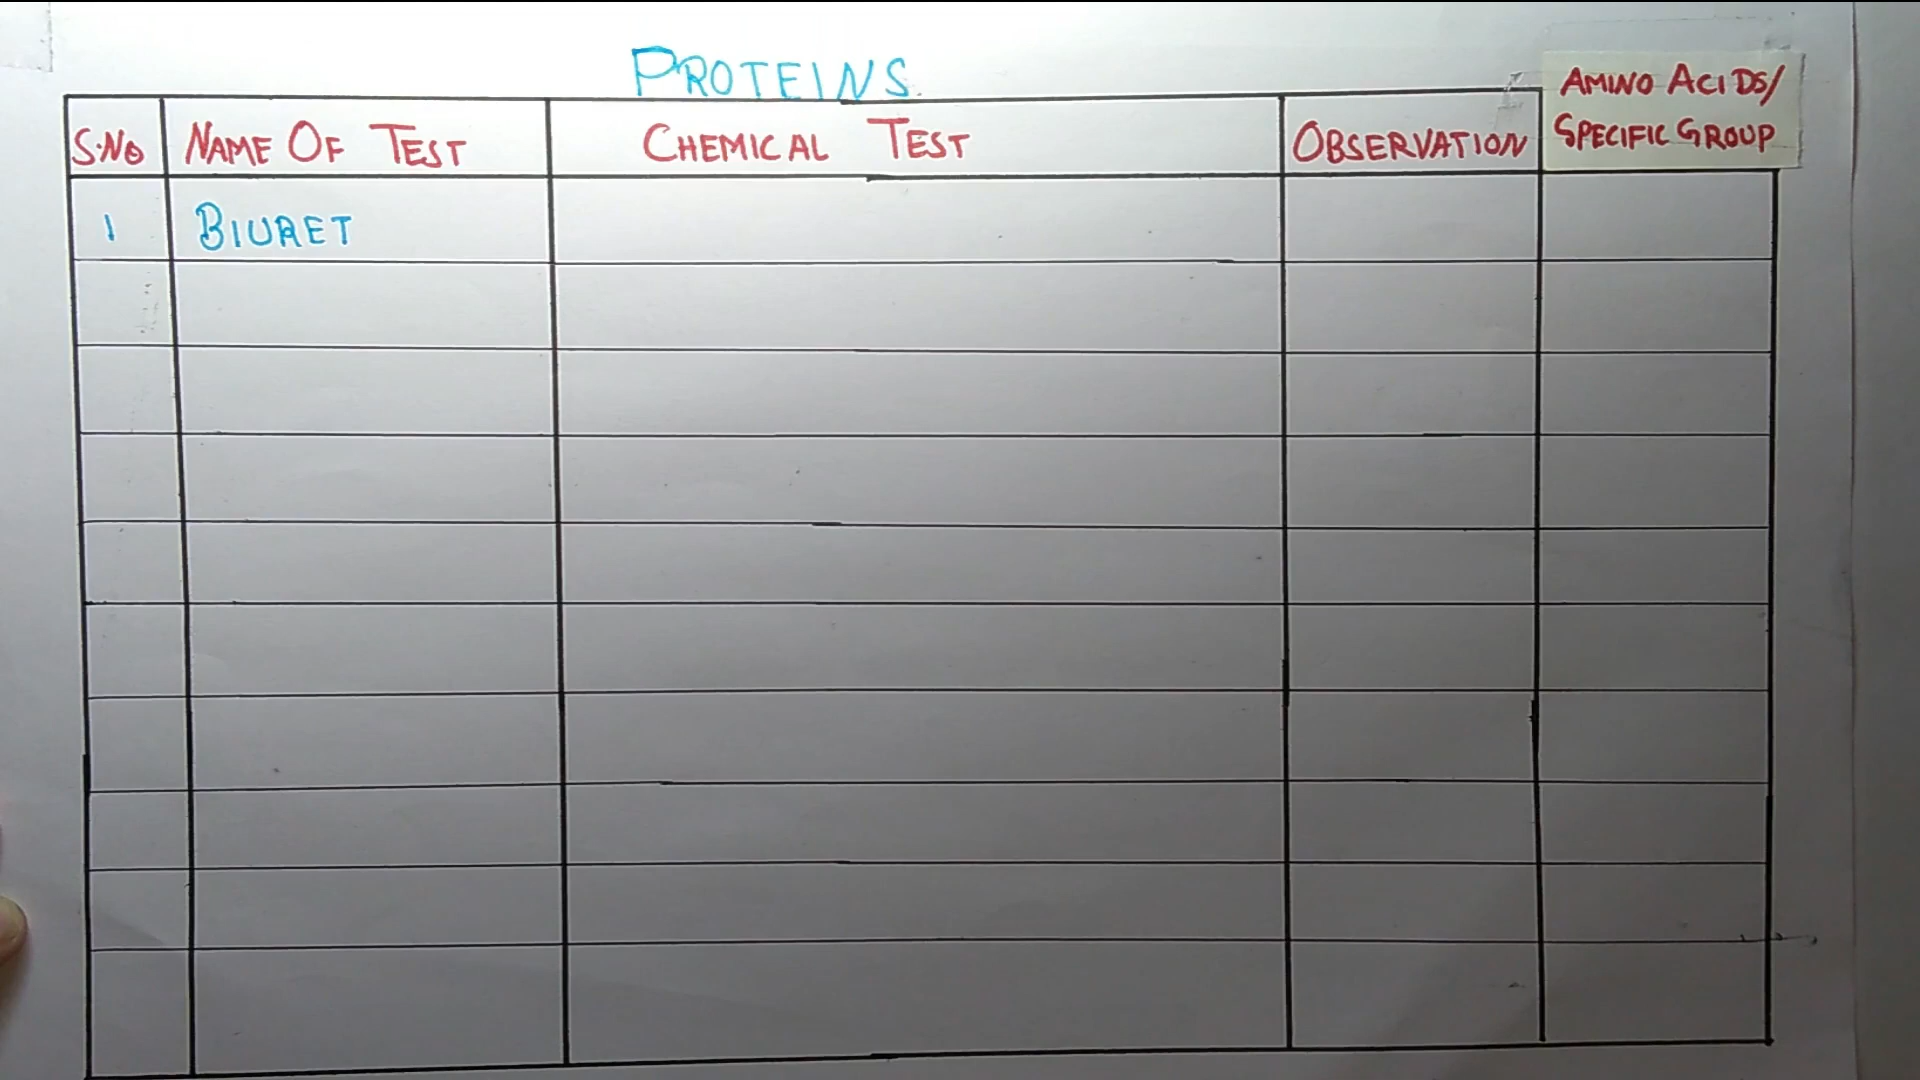 PROTEINS
S.NO NAME OF TEST CHEMICAL TEST OBSERVATION AMINO ACIDS/
SPECIFIC GROUP
1 BIURET